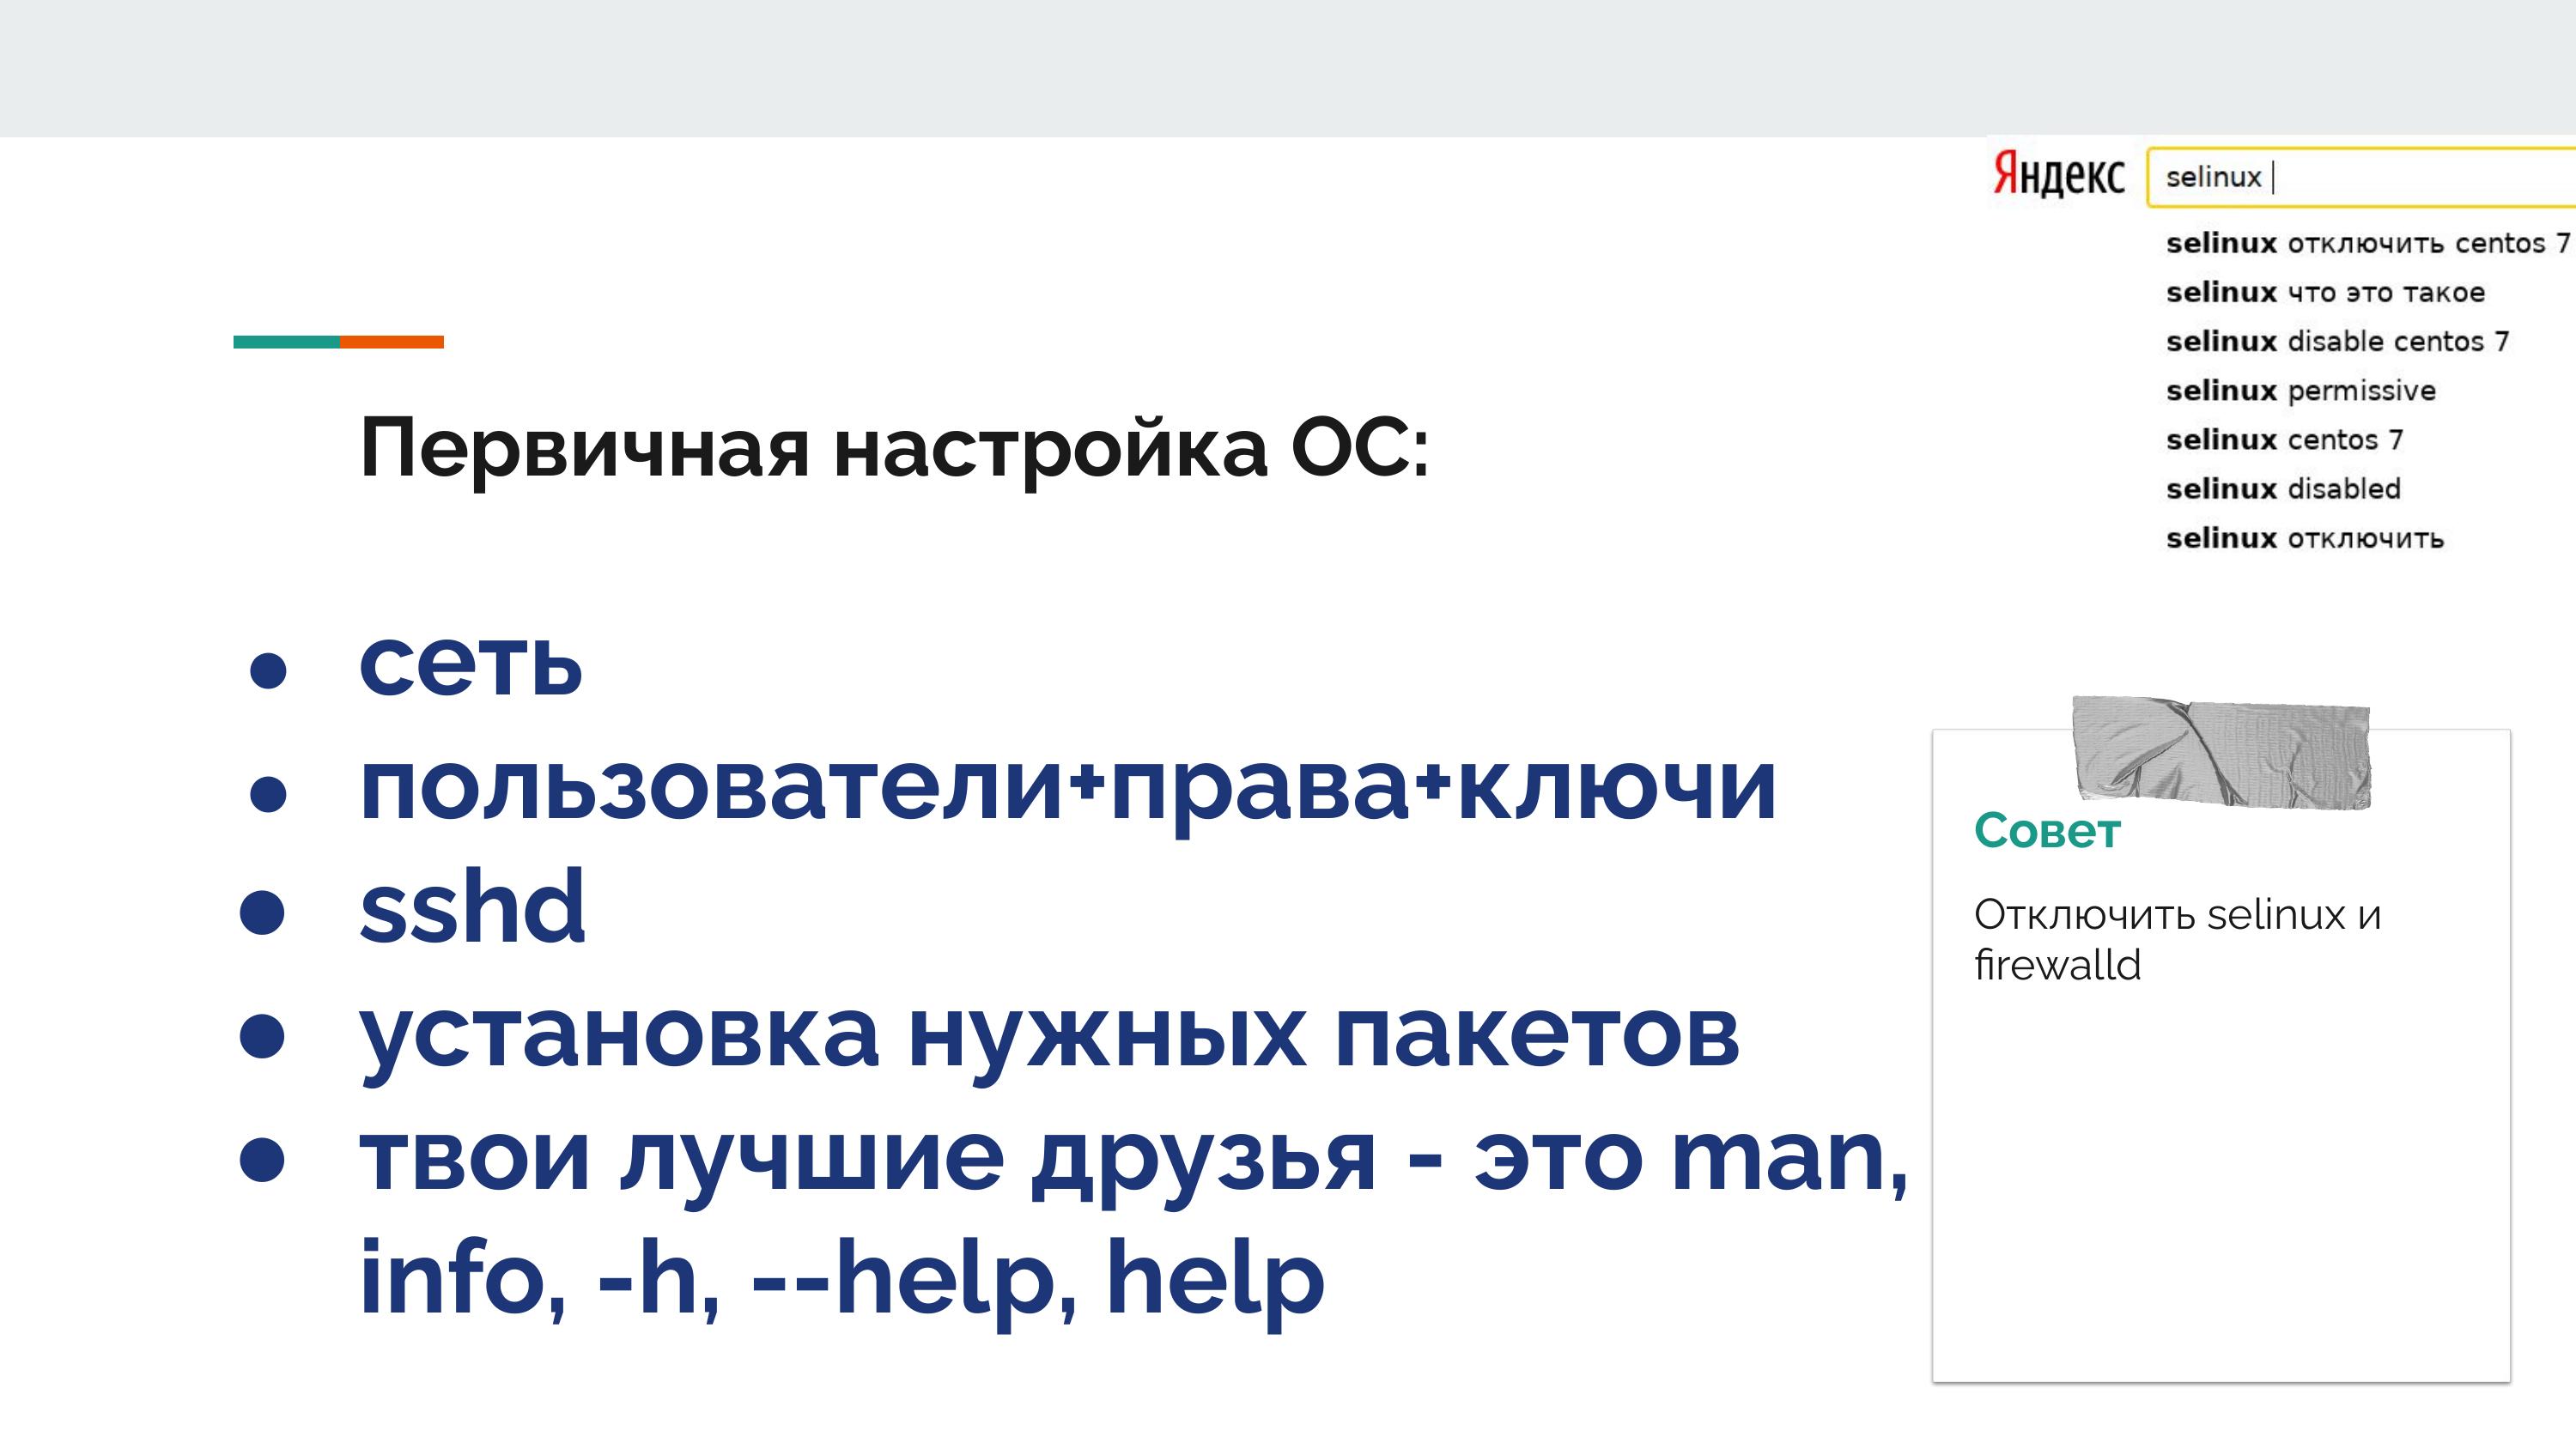 Яндекс
selinux
selinux отключить centos 7
selinux что это такое
selinux disable centos 7
selinux permissive
selinux centos 7
selinux disabled
selinux отключить
Первичная настройка ОС:
● сеть
● пользователи+права+ключи
● sshd
● установка нужных пакетов
● твои лучшие друзья - это man,
info, -h, --help, help
Совет
Отключить selinux и
firewalld